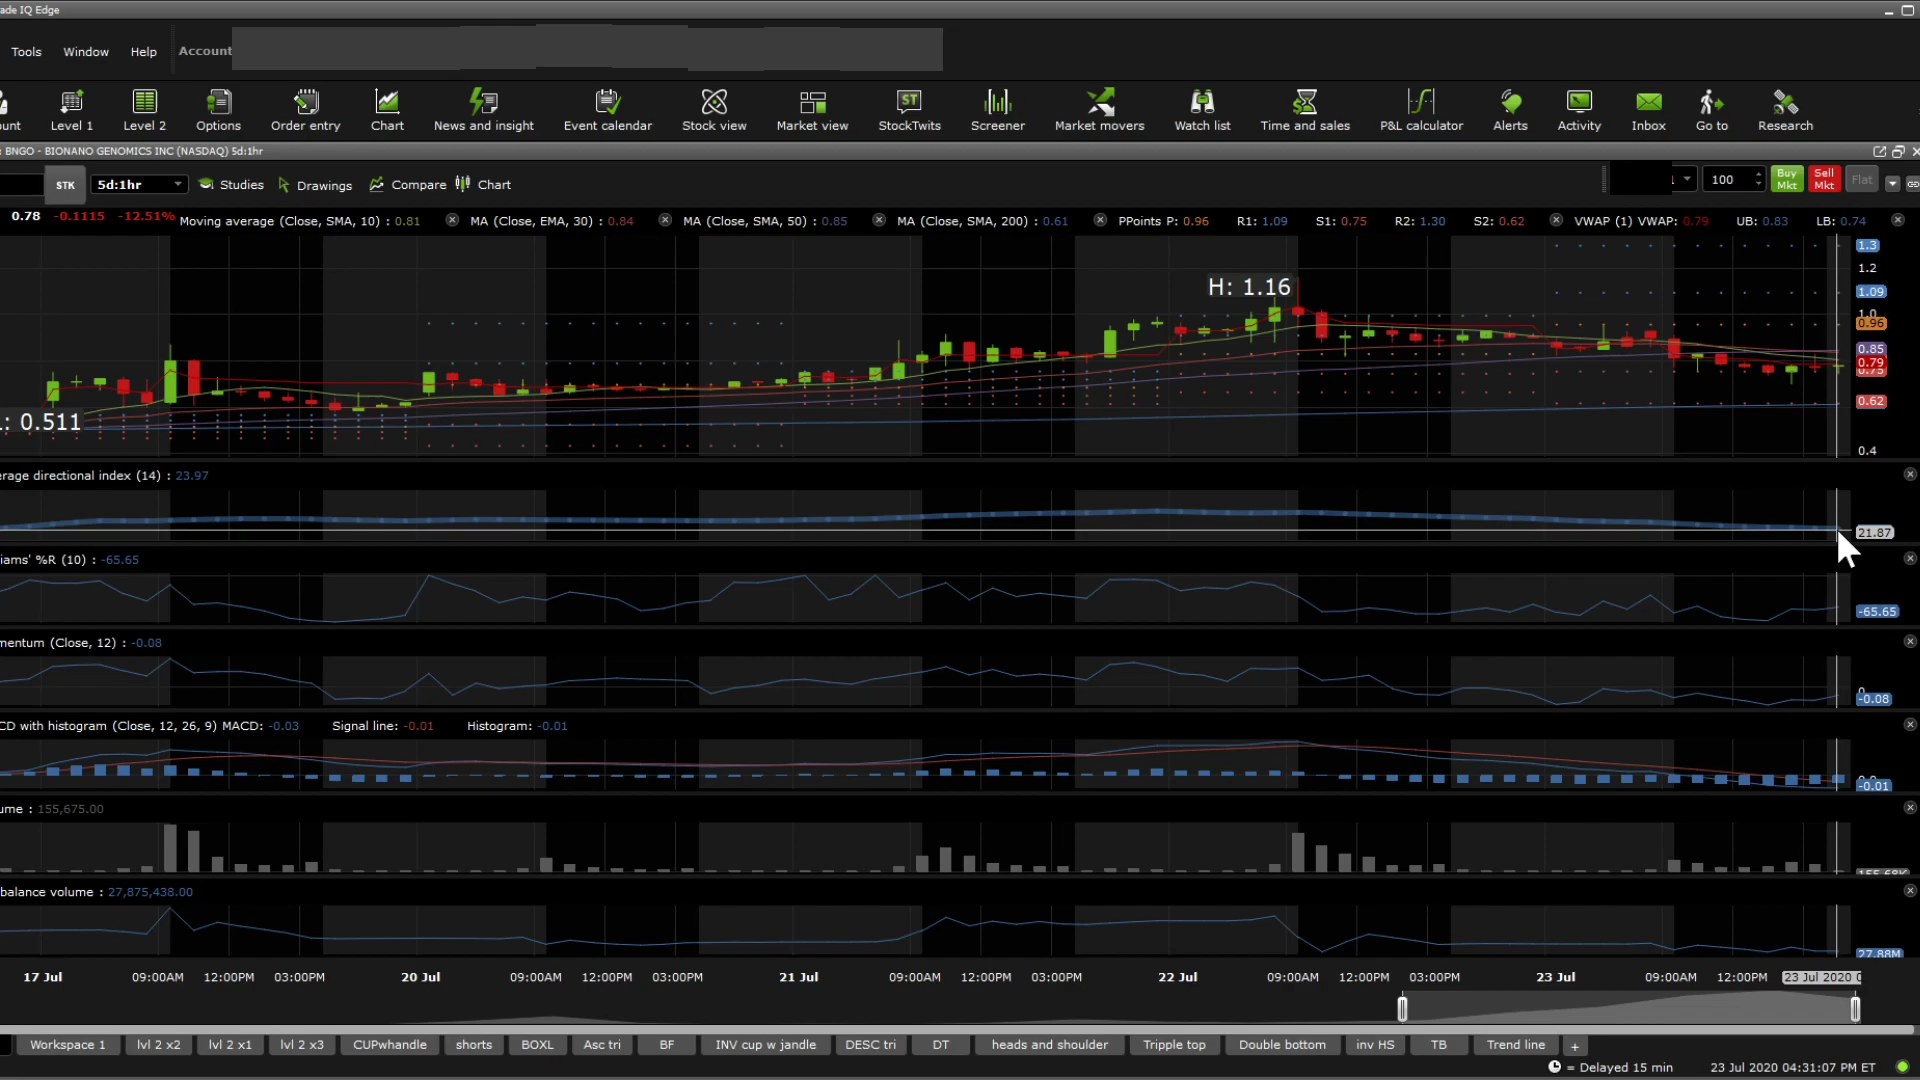 ade IQ Edge
Tools Window Help Account
unt Level 1 Level 2 Options Order entry Chart News and insight Event calendar Stock view Market view StockTwits Screener Market movers Watch list Time and sales P&L calculator Alerts Activity Inbox Go to Research
ST
: BNGO - BIONANO GENOMICS INC (NASDAQ) 5d:1hr
STK 5d:1hr Studies Drawings Compare Chart 100 Buy Mkt Sell Mkt Flat
0.78 -0.1115 -12.51% Moving average (Close, SMA, 10) : 0.81 MA (Close, EMA, 30) : 0.84 MA (Close, SMA, 50) : 0.85 MA (Close, SMA, 200) : 0.61 PPoints P: 0.96 R1: 1.09 S1: 0.75 R2: 1.30 S2: 0.62 VWAP (1) VWAP: 0.79 UB: 0.83 LB: 0.74
1.3
1.2
H: 1.16
1.09
1.0
0.96
0.85
0.79
0.75
0.62
: 0.511
0.4
erage directional index (14) : 23.97
21.87
iams' %R (10) : -65.65
-65.65
mentum (Close, 12) : -0.08
-0.08
CD with histogram (Close, 12, 26, 9) MACD: -0.03 Signal line: -0.01 Histogram: -0.01
-0.01
ume : 155,675.00
155.68K
balance volume : 27,875,438.00
27.88M
17 Jul 09:00AM 12:00PM 03:00PM 20 Jul 09:00AM 12:00PM 03:00PM 21 Jul 09:00AM 12:00PM 03:00PM 22 Jul 09:00AM 12:00PM 03:00PM 23 Jul 09:00AM 12:00PM 23 Jul 2020
Workspace 1 lvl 2 x2 lvl 2 x1 lvl 2 x3 CUPwhandle shorts BOXL Asc tri BF INV cup w jandle DESC tri DT heads and shoulder Tripple top Double bottom inv HS TB Trend line +
= Delayed 15 min 23 Jul 2020 04:31:07 PM ET